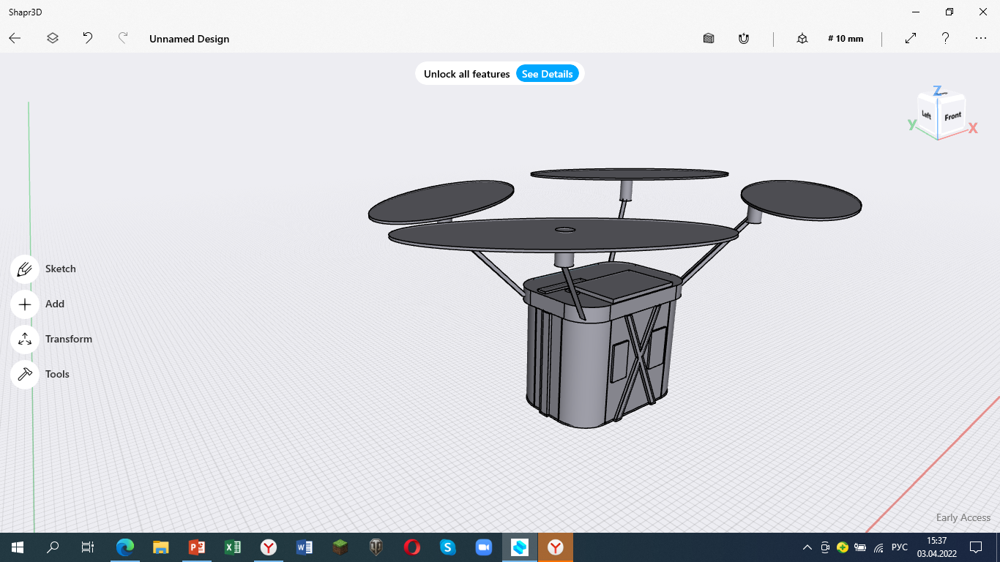 Shapr3D
Unnamed Design
# 10 mm
?
Unlock all features
See Details
Z
Left
Front
Y
X
Sketch
Add
Transform
Tools
Early Access
РУС
15:37
03.04.2022